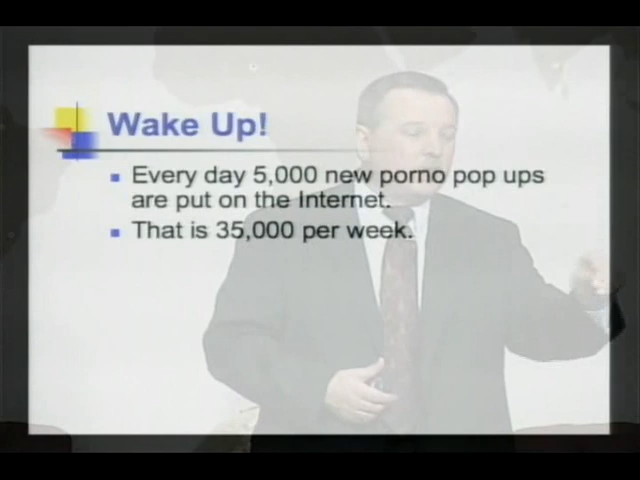 Wake Up!
Every day 5,000 new porno pop ups
are put on the Internet.
That is 35,000 per week.